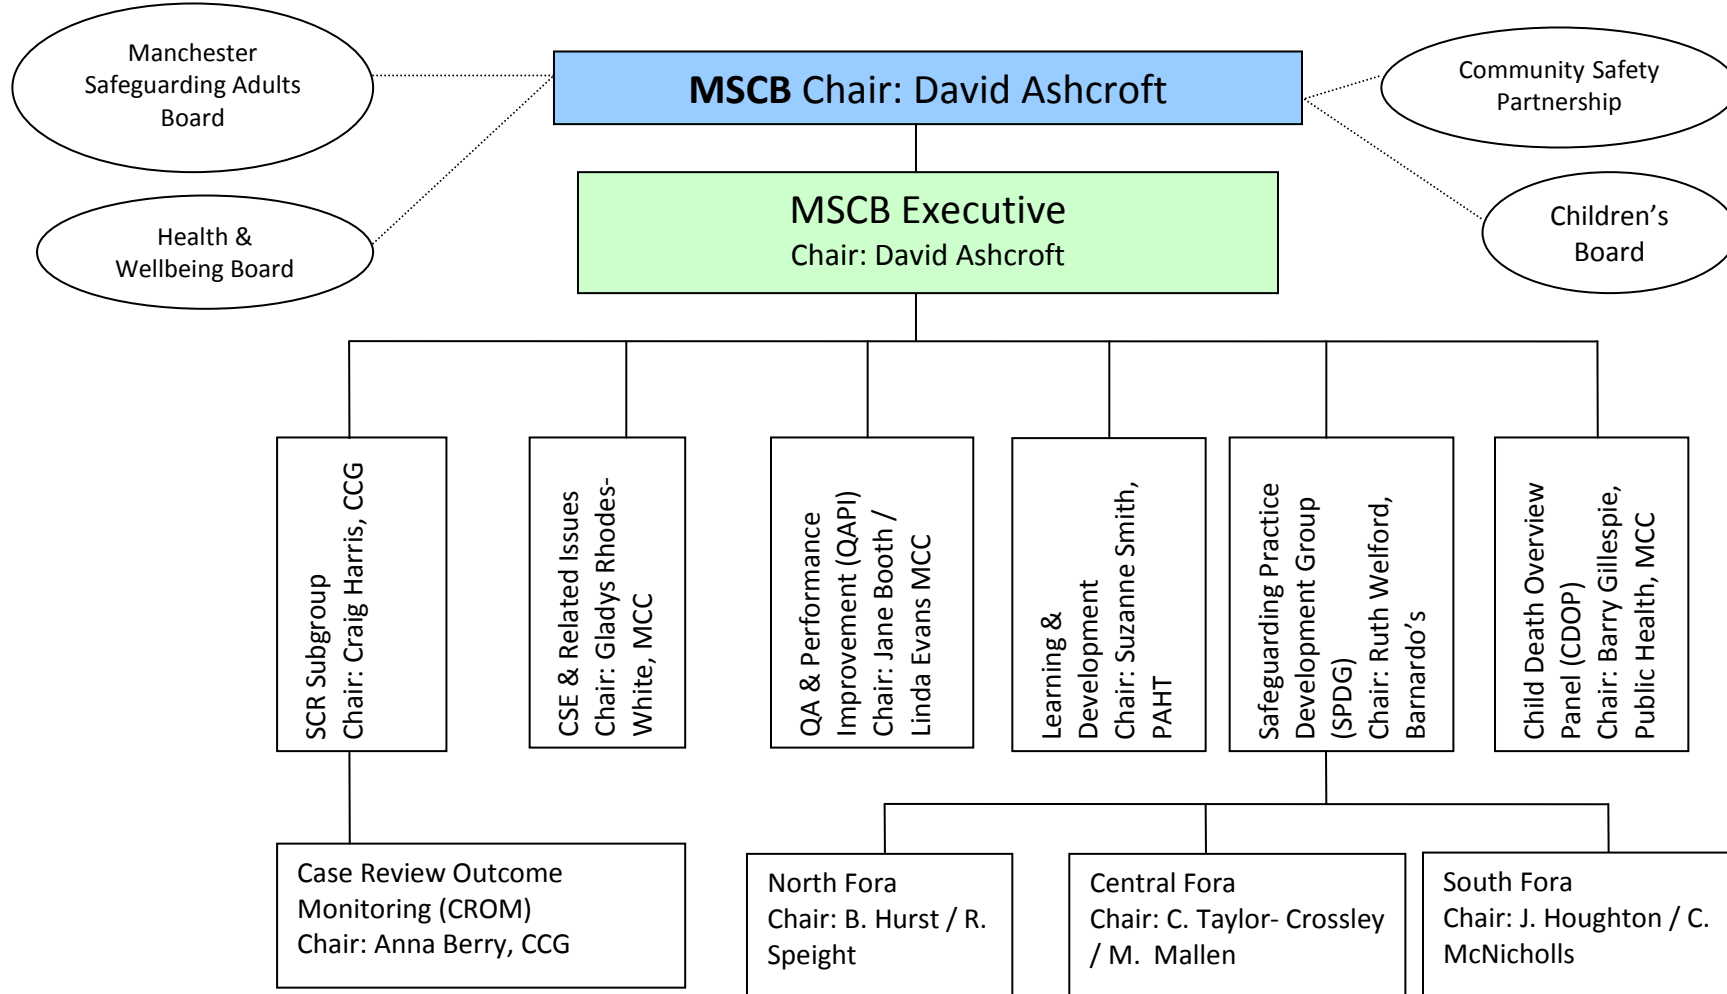 Manchester
Safeguarding Adults
Board
MSCB Chair: David Ashcroft
Community Safety
Partnership
Health &
Wellbeing Board
MSCB Executive
Chair: David Ashcroft
Children’s
Board
SCR Subgroup
Chair: Craig Harris, CCG
CSE & Related Issues
Chair: Gladys Rhodes-
White, MCC
QA & Performance
Improvement (QAPI)
Chair: Jane Booth /
Linda Evans MCC
Learning &
Development
Chair: Suzanne Smith,
PAHT
Safeguarding Practice
Development Group
(SPDG)
Chair: Ruth Welford,
Barnardo’s
Child Death Overview
Panel (CDOP)
Chair: Barry Gillespie,
Public Health, MCC
Case Review Outcome
Monitoring (CROM)
Chair: Anna Berry, CCG
North Fora
Chair: B. Hurst / R.
Speight
Central Fora
Chair: C. Taylor- Crossley
/ M. Mallen
South Fora
Chair: J. Houghton / C.
McNicholls